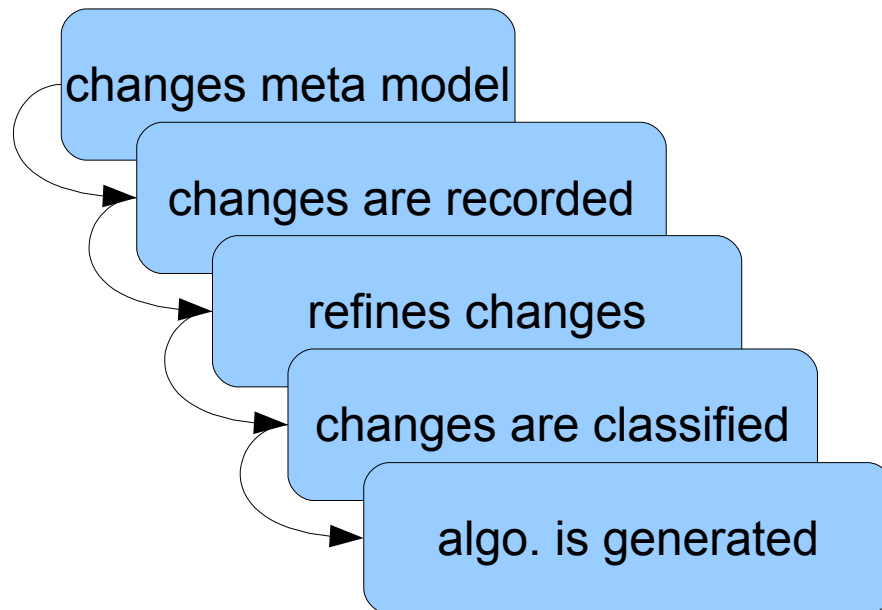 changes meta model
changes are recorded
refines changes
changes are classified
algo. is generated